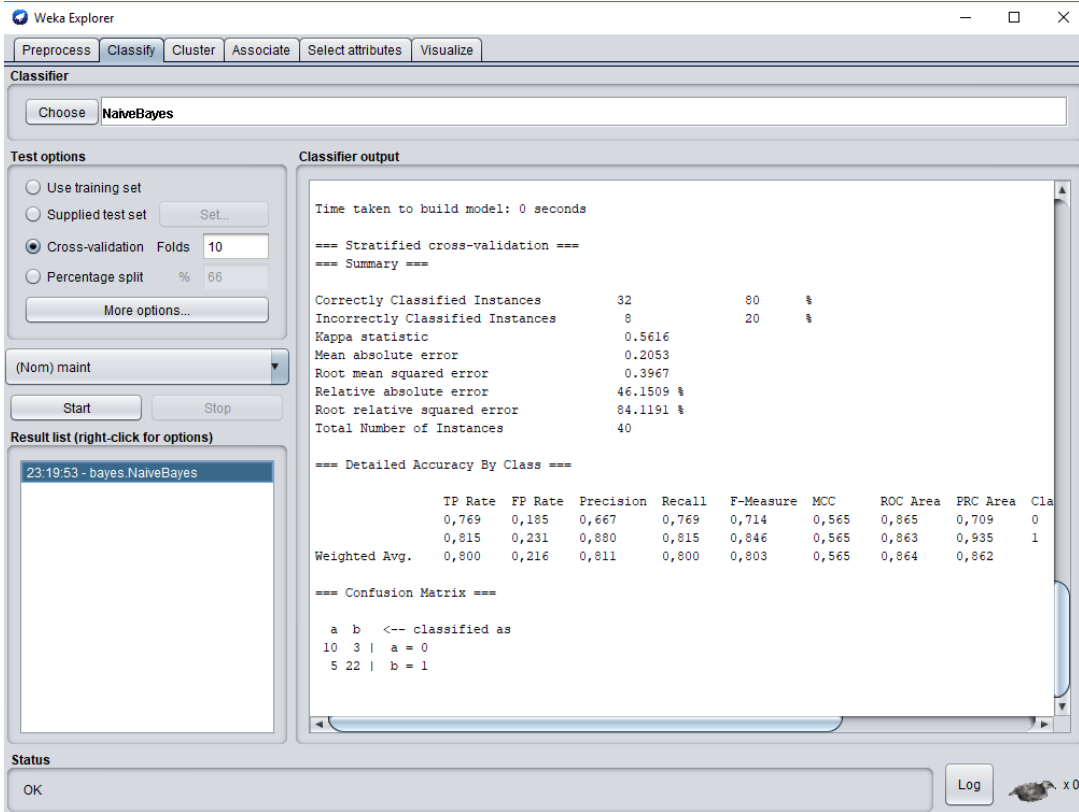 Weka Explorer
Preprocess Classify Cluster Associate Select attributes Visualize
Classifier
Choose NaiveBayes
Test options
Use training set
Supplied test set Set...
Cross-validation Folds 10
Percentage split % 66
More options...
(Nom) maint
Start Stop
Result list (right-click for options)
23:19:53 - bayes.NaiveBayes
Classifier output
Time taken to build model: 0 seconds
=== Stratified cross-validation ===
=== Summary ===
Correctly Classified Instances 32 80 %
Incorrectly Classified Instances 8 20 %
Kappa statistic 0.5616
Mean absolute error 0.2053
Root mean squared error 0.3967
Relative absolute error 46.1509 %
Root relative squared error 84.1191 %
Total Number of Instances 40
=== Detailed Accuracy By Class ===
TP Rate FP Rate Precision Recall F-Measure MCC ROC Area PRC Area Cla
0,769 0,185 0,667 0,769 0,714 0,565 0,865 0,709 0
0,815 0,231 0,880 0,815 0,846 0,565 0,863 0,935 1
Weighted Avg. 0,800 0,216 0,811 0,800 0,803 0,565 0,864 0,862
=== Confusion Matrix ===
a b <-- classified as
10 3 | a = 0
5 22 | b = 1
Status
OK
Log x 0